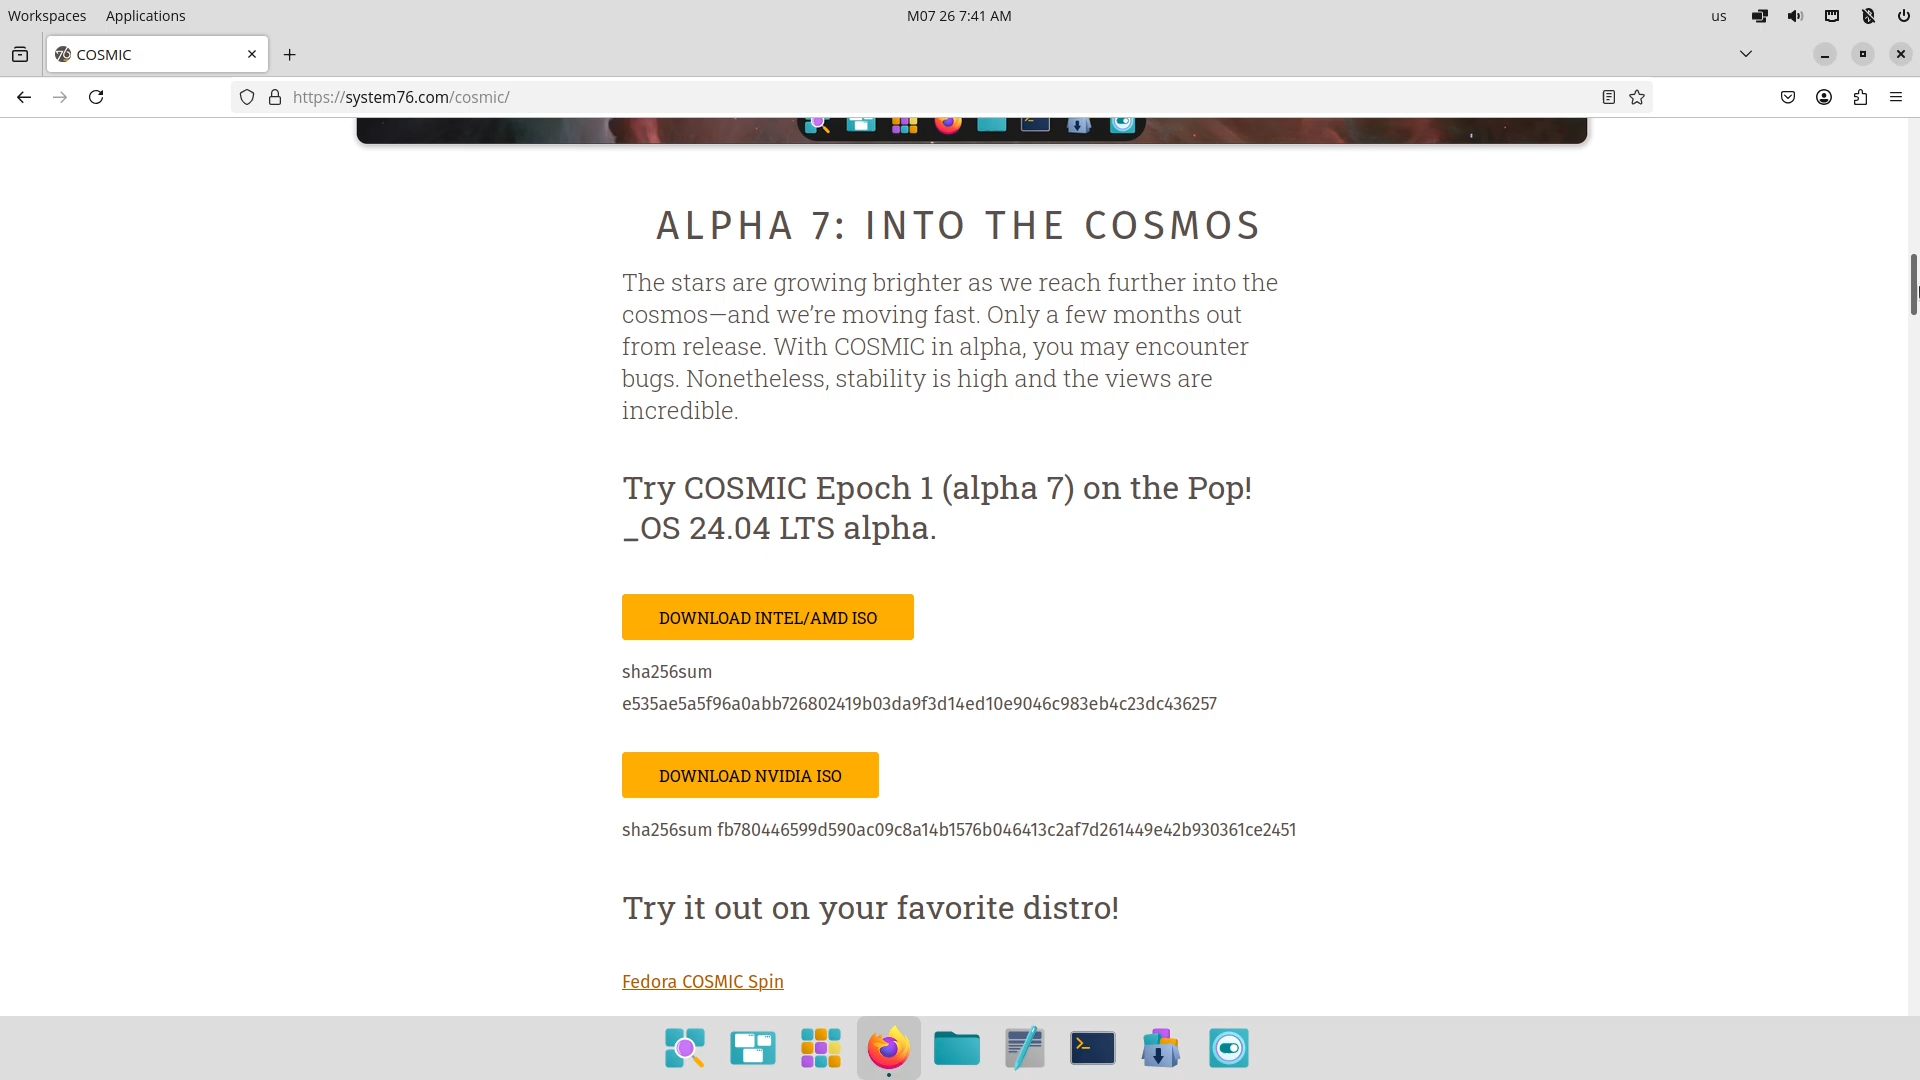 Workspaces Applications M07 26 7:41 AM us
COSMIC
https://system76.com/cosmic/
ALPHA 7: INTO THE COSMOS
The stars are growing brighter as we reach further into the
cosmos—and we’re moving fast. Only a few months out
from release. With COSMIC in alpha, you may encounter
bugs. Nonetheless, stability is high and the views are
incredible.
Try COSMIC Epoch 1 (alpha 7) on the Pop!
_OS 24.04 LTS alpha.
DOWNLOAD INTEL/AMD ISO
sha256sum
e535ae5a5f96a0abb726802419b03da9f3d14ed10e9046c983eb4c23dc436257
DOWNLOAD NVIDIA ISO
sha256sum fb780446599d590ac09c8a14b1576b046413c2af7d261449e42b930361ce2451
Try it out on your favorite distro!
Fedora COSMIC Spin